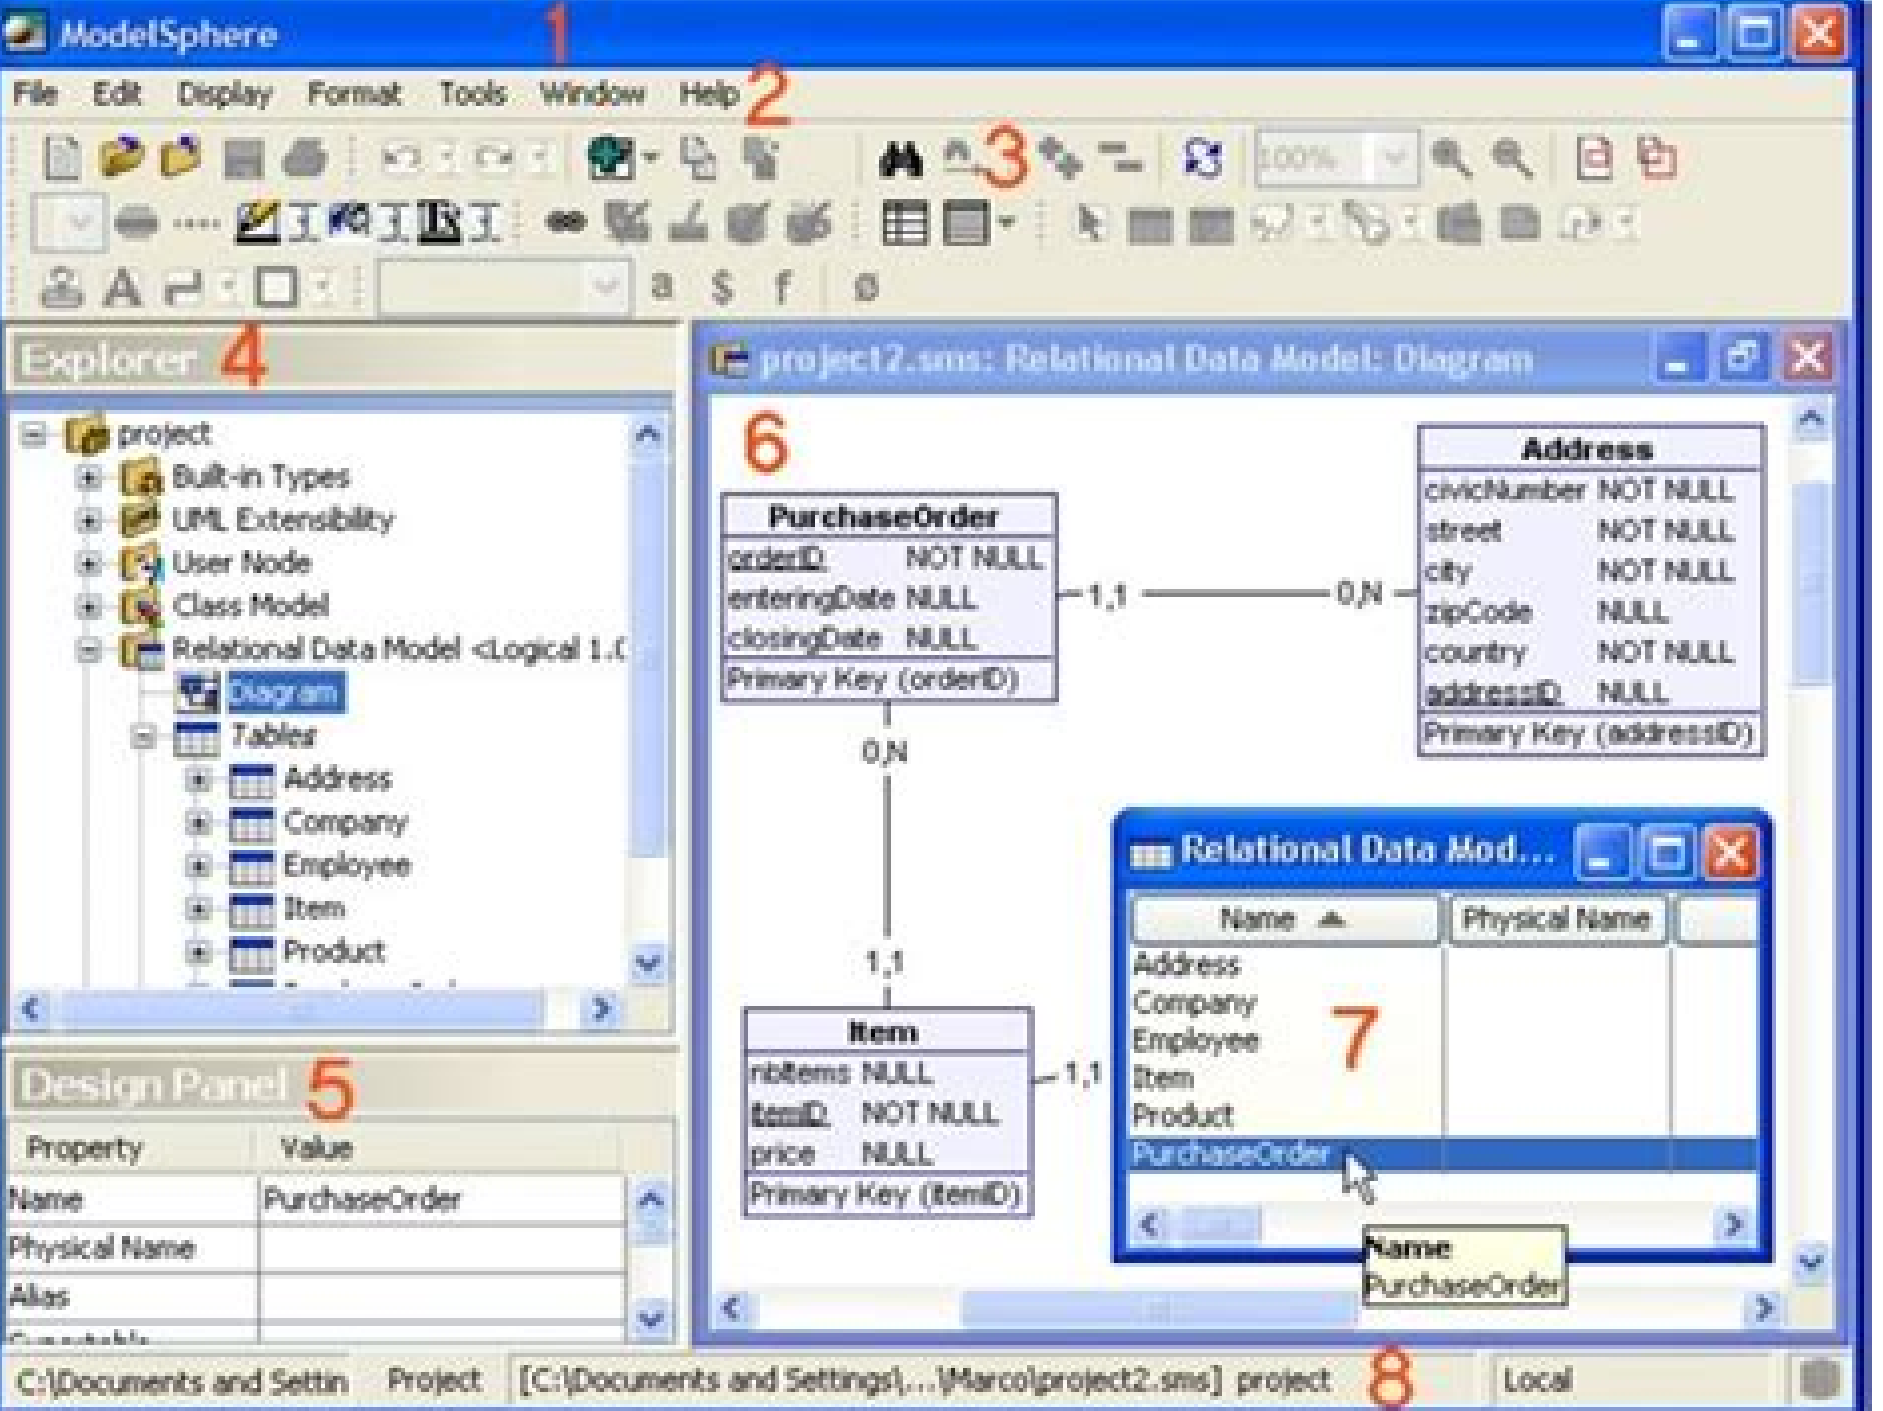 ModelSphere 1
File Edit Display Format Tools Window Help 2
3
100%
A a $ f ø
Explorer 4
project
Built-in Types
UML Extensibility
User Node
Class Model
Relational Data Model <Logical 1.0
Diagram
Tables
Address
Company
Employee
Item
Product
Design Panel 5
Property Value
Name PurchaseOrder
Physical Name
Alias
project2.sms: Relational Data Model: Diagram
6
PurchaseOrder
orderID NOT NULL
enteringDate NULL
closingDate NULL
Primary Key (orderID)
1,1 0,N
Address
civicNumber NOT NULL
street NOT NULL
city NOT NULL
zipCode NULL
country NOT NULL
addressID NULL
Primary Key (addressID)
0,N
1,1
Item
nbItems NULL
itemID NOT NULL
price NULL
Primary Key (itemID)
1,1
Relational Data Mod...
Name Physical Name
Address
Company
Employee
Item
Product
PurchaseOrder
7
Name
PurchaseOrder
C:\Documents and Settin Project [C:\Documents and Settings\,...\Marco\project2.sms] project 8 Local